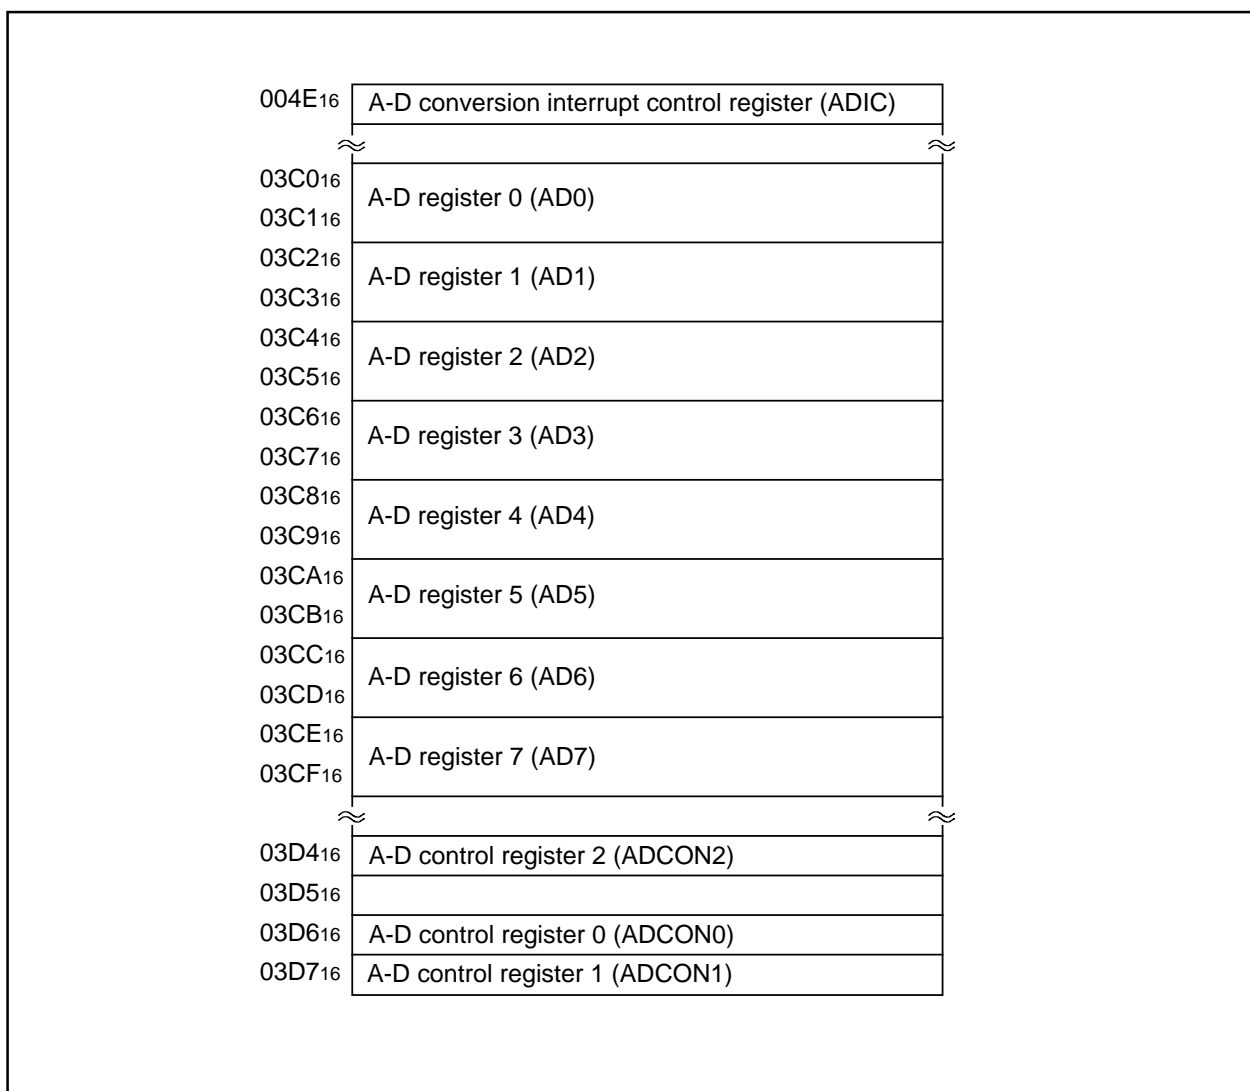 004E16 A-D conversion interrupt control register (ADIC)
03C016
A-D register 0 (AD0)
03C116
03C216
A-D register 1 (AD1)
03C316
03C416
A-D register 2 (AD2)
03C516
03C616
A-D register 3 (AD3)
03C716
03C816
A-D register 4 (AD4)
03C916
03CA16
A-D register 5 (AD5)
03CB16
03CC16
A-D register 6 (AD6)
03CD16
03CE16
A-D register 7 (AD7)
03CF16
03D416 A-D control register 2 (ADCON2)
03D516
03D616 A-D control register 0 (ADCON0)
03D716 A-D control register 1 (ADCON1)